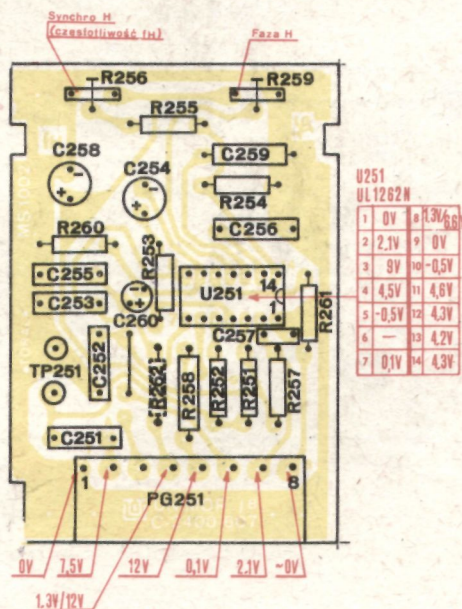 Synchro H
(częstotliwość fH)
Faza H
R256
R259
R255
C258
C254
C259
R254
C256
R260
R253
C255
C253
U251
14
1
R261
C260
C257
C252
TP251
R262
R258
R252
R251
R257
C251
1
8
PG251
0V
7,5V
12V
0,1V
2.1V
~0V
1.3V/12V
U251
UL1262N
1 0V 8 1,3V/6,6V
2 2,1V 9 0V
3 9V 10 -0,5V
4 4,5V 11 4,6V
5 -0,5V 12 4,3V
6 — 13 4,2V
7 0,1V 14 4,3V